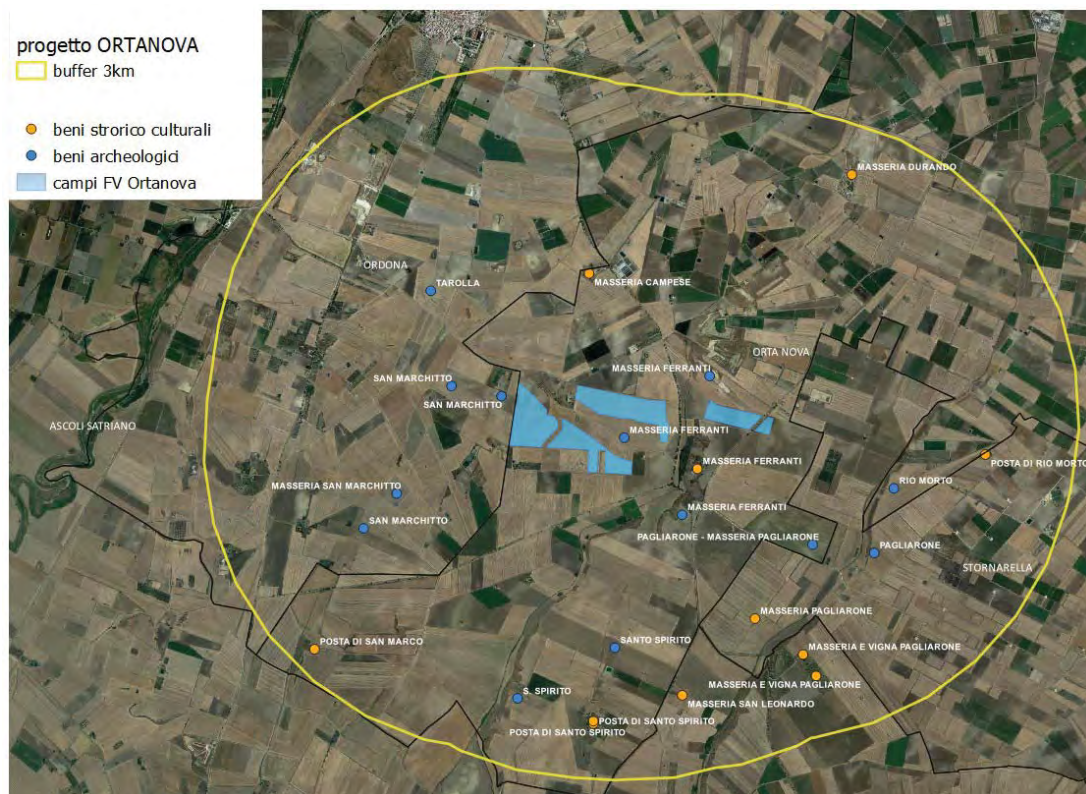 progetto ORTANOVA
buffer 3km
beni strorico culturali
beni archeologici
campi FV Ortanova
MASSERIA DURANDO
ORDONA
TAROLLA
MASSERIA CAMPESE
ORTA NOVA
MASSERIA FERRANTI
SAN MARCHITTO
SAN MARCHITTO
ASCOLI SATRIANO
MASSERIA FERRANTI
MASSERIA FERRANTI
POSTA DI RIO MORTO
RIO MORTO
MASSERIA SAN MARCHITTO
MASSERIA FERRANTI
SAN MARCHITTO
PAGLIARONE - MASSERIA PAGLIARONE
PAGLIARONE
STORNARELLA
MASSERIA PAGLIARONE
POSTA DI SAN MARCO
SANTO SPIRITO
MASSERIA E VIGNA PAGLIARONE
MASSERIA E VIGNA PAGLIARONE
S. SPIRITO
MASSERIA SAN LEONARDO
POSTA DI SANTO SPIRITO
POSTA DI SANTO SPIRITO